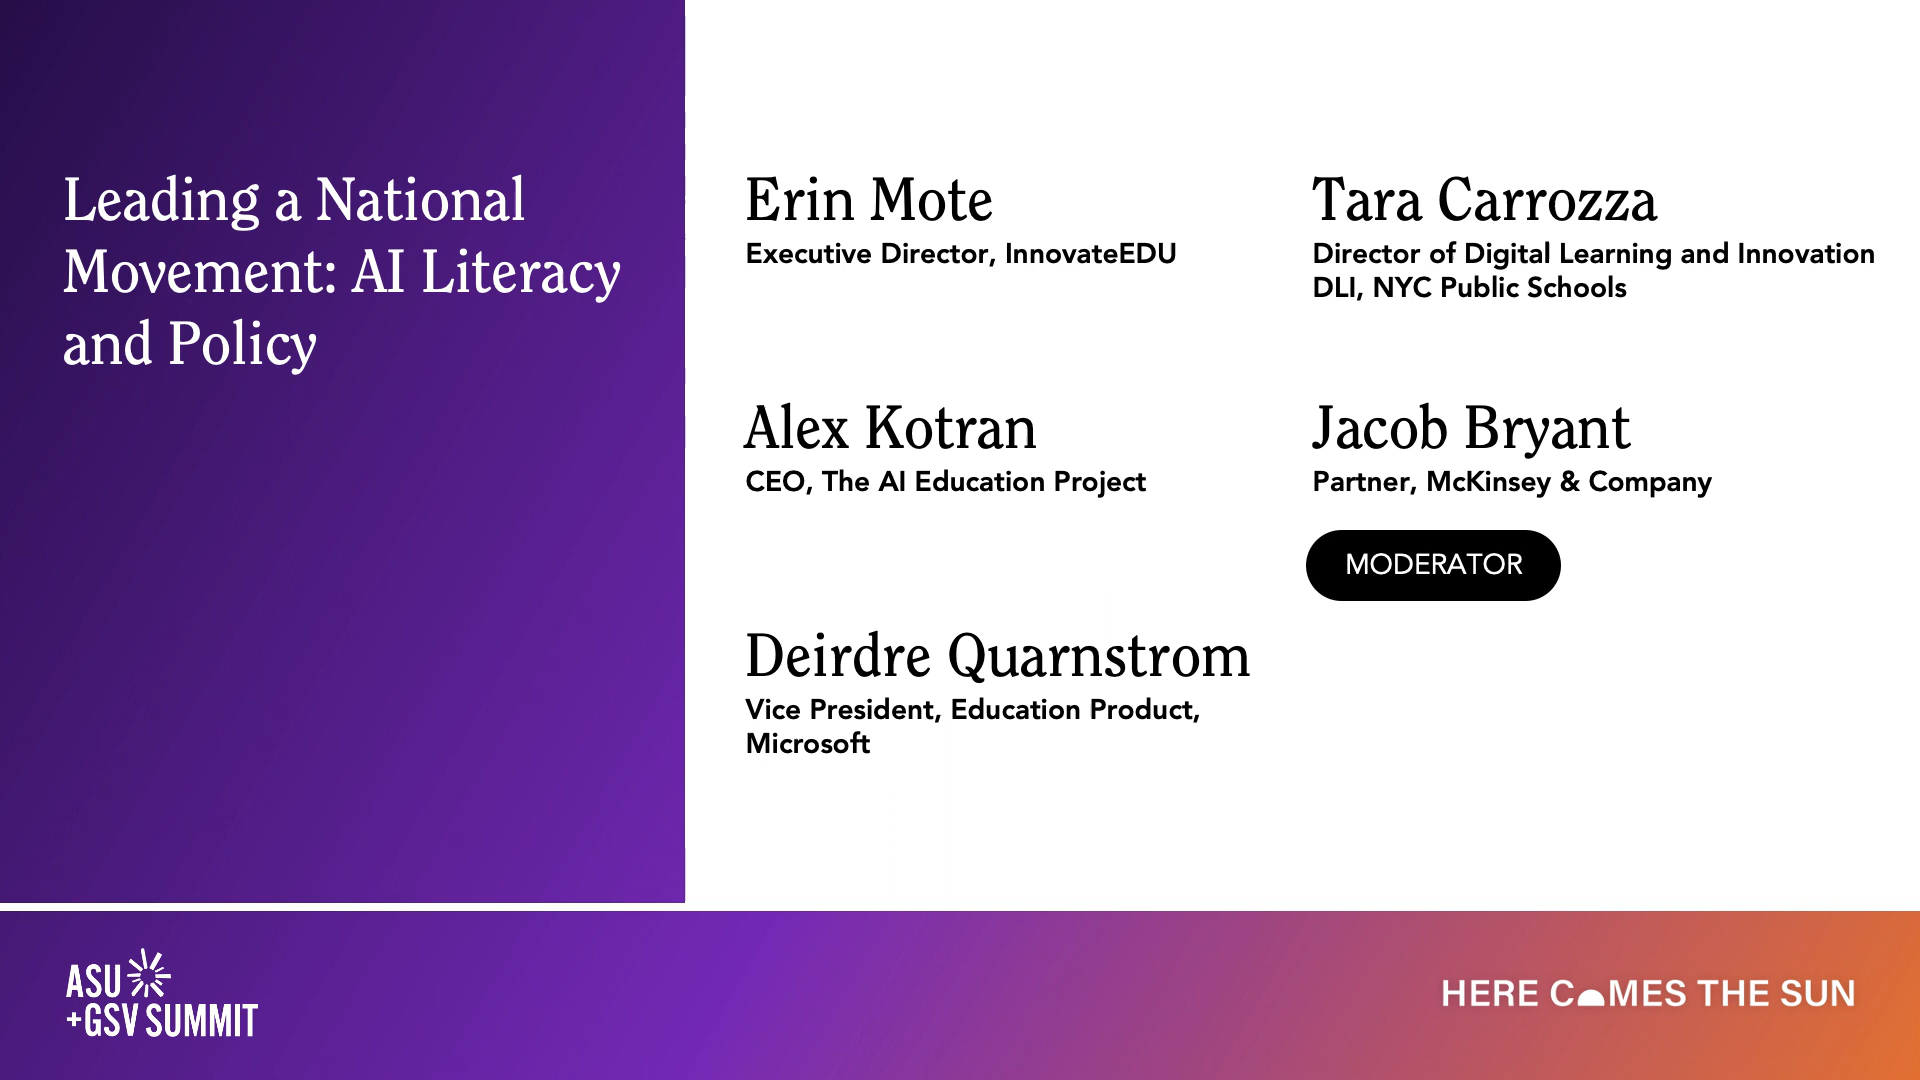 Leading a National
Movement: AI Literacy
and Policy
Erin Mote
Executive Director, InnovateEDU
Tara Carrozza
Director of Digital Learning and Innovation
DLI, NYC Public Schools
Alex Kotran
CEO, The AI Education Project
Jacob Bryant
Partner, McKinsey & Company
MODERATOR
Deirdre Quarnstrom
Vice President, Education Product,
Microsoft
ASU
+GSV SUMMIT
HERE COMES THE SUN